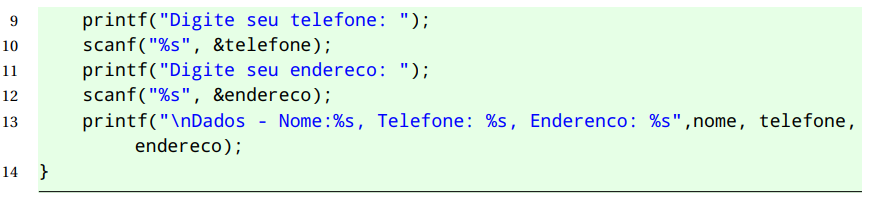 9 printf("Digite seu telefone: ");
10 scanf("%s", &telefone);
11 printf("Digite seu endereco: ");
12 scanf("%s", &endereco);
13 printf("\nDados - Nome:%s, Telefone: %s, Enderenco: %s",nome, telefone,
endereco);
14 }